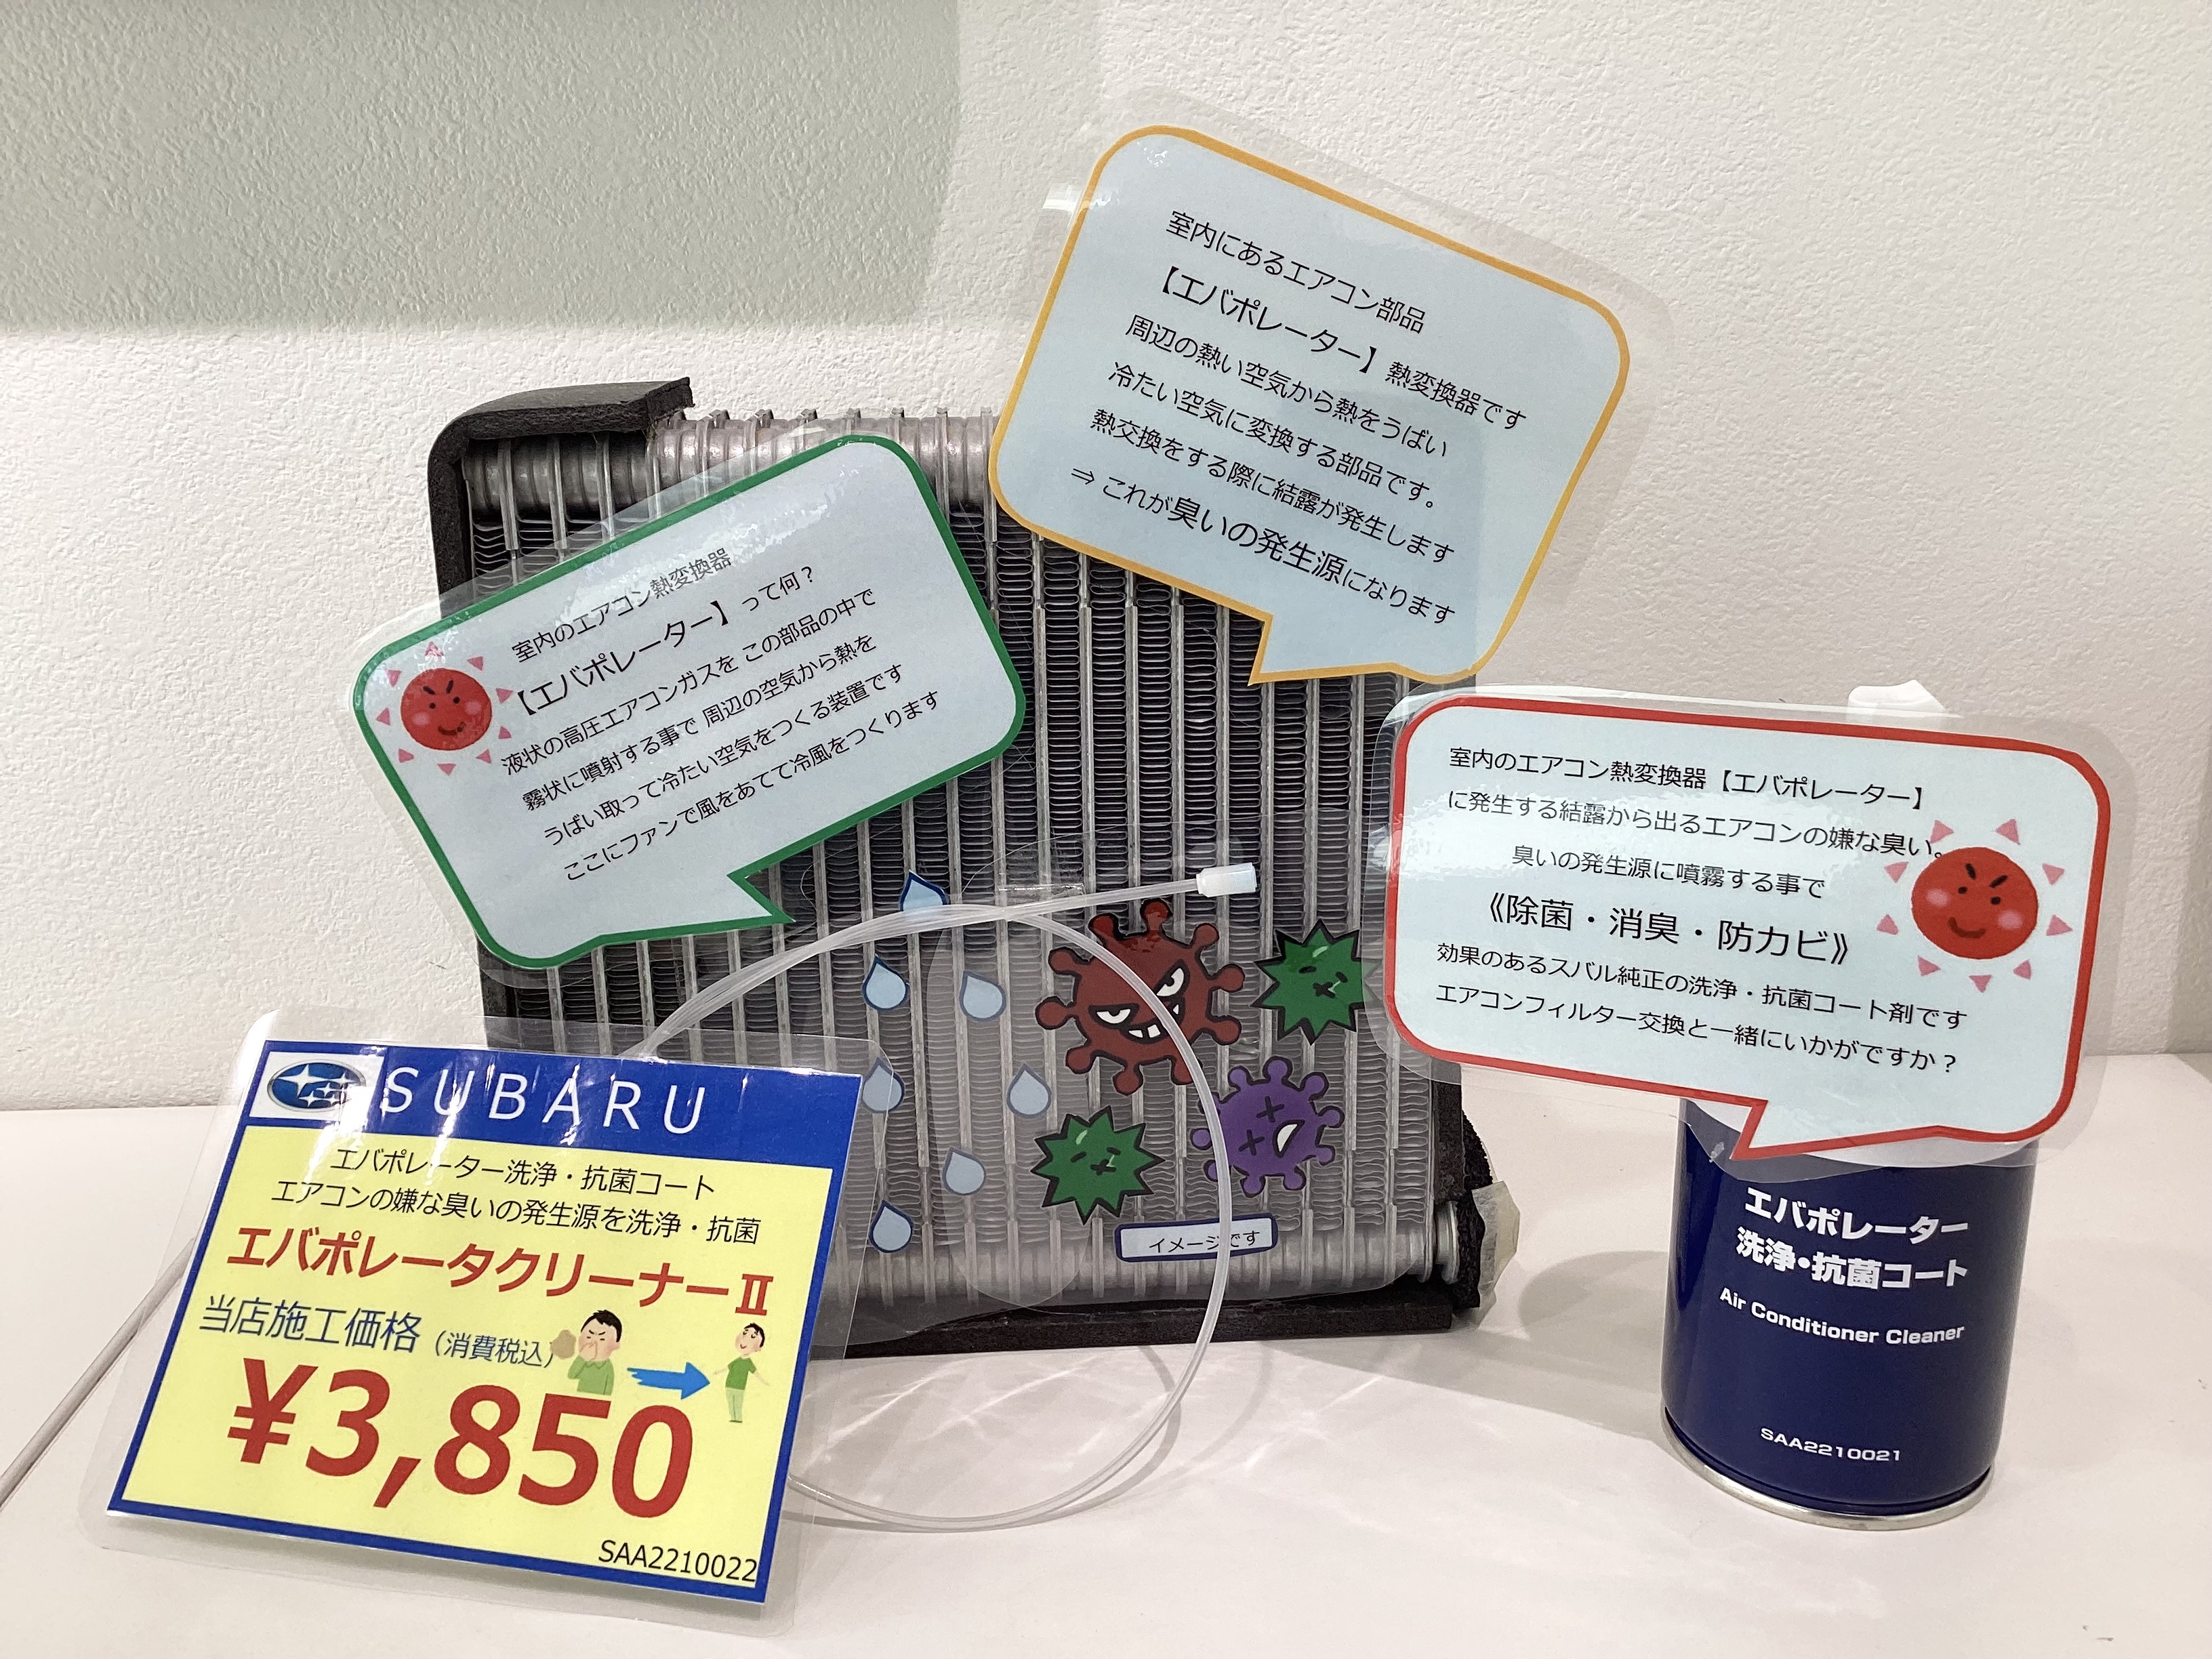 室内にあるエアコン部品
【エバポレーター】熱変換器です
周辺の熱い空気から熱をうばい
冷たい空気に変換する部品です。
熱交換をする際に結露が発生します
⇒ これが臭いの発生源になります
室内のエアコン熱変換器
【エバポレーター】って何？
液状の高圧エアコンガスを この部品の中で
霧状に噴射する事で 周辺の空気から熱を
うばい取って冷たい空気をつくる装置です
ここにファンで風をあてて冷風をつくります
室内のエアコン熱変換器【エバポレーター】
に発生する結露から出るエアコンの嫌な臭い。
臭いの発生源に噴霧する事で
《除菌・消臭・防カビ》
効果のあるスバル純正の洗浄・抗菌コート剤です
エアコンフィルター交換と一緒にいかがですか？
SUBARU
エバポレーター洗浄・抗菌コート
エアコンの嫌な臭いの発生源を洗浄・抗菌
エバポレータクリーナーⅡ
当店施工価格（消費税込）
¥3,850
SAA2210022
イメージです
エバポレーター
洗浄・抗菌コート
Air Conditioner Cleaner
SAA2210021